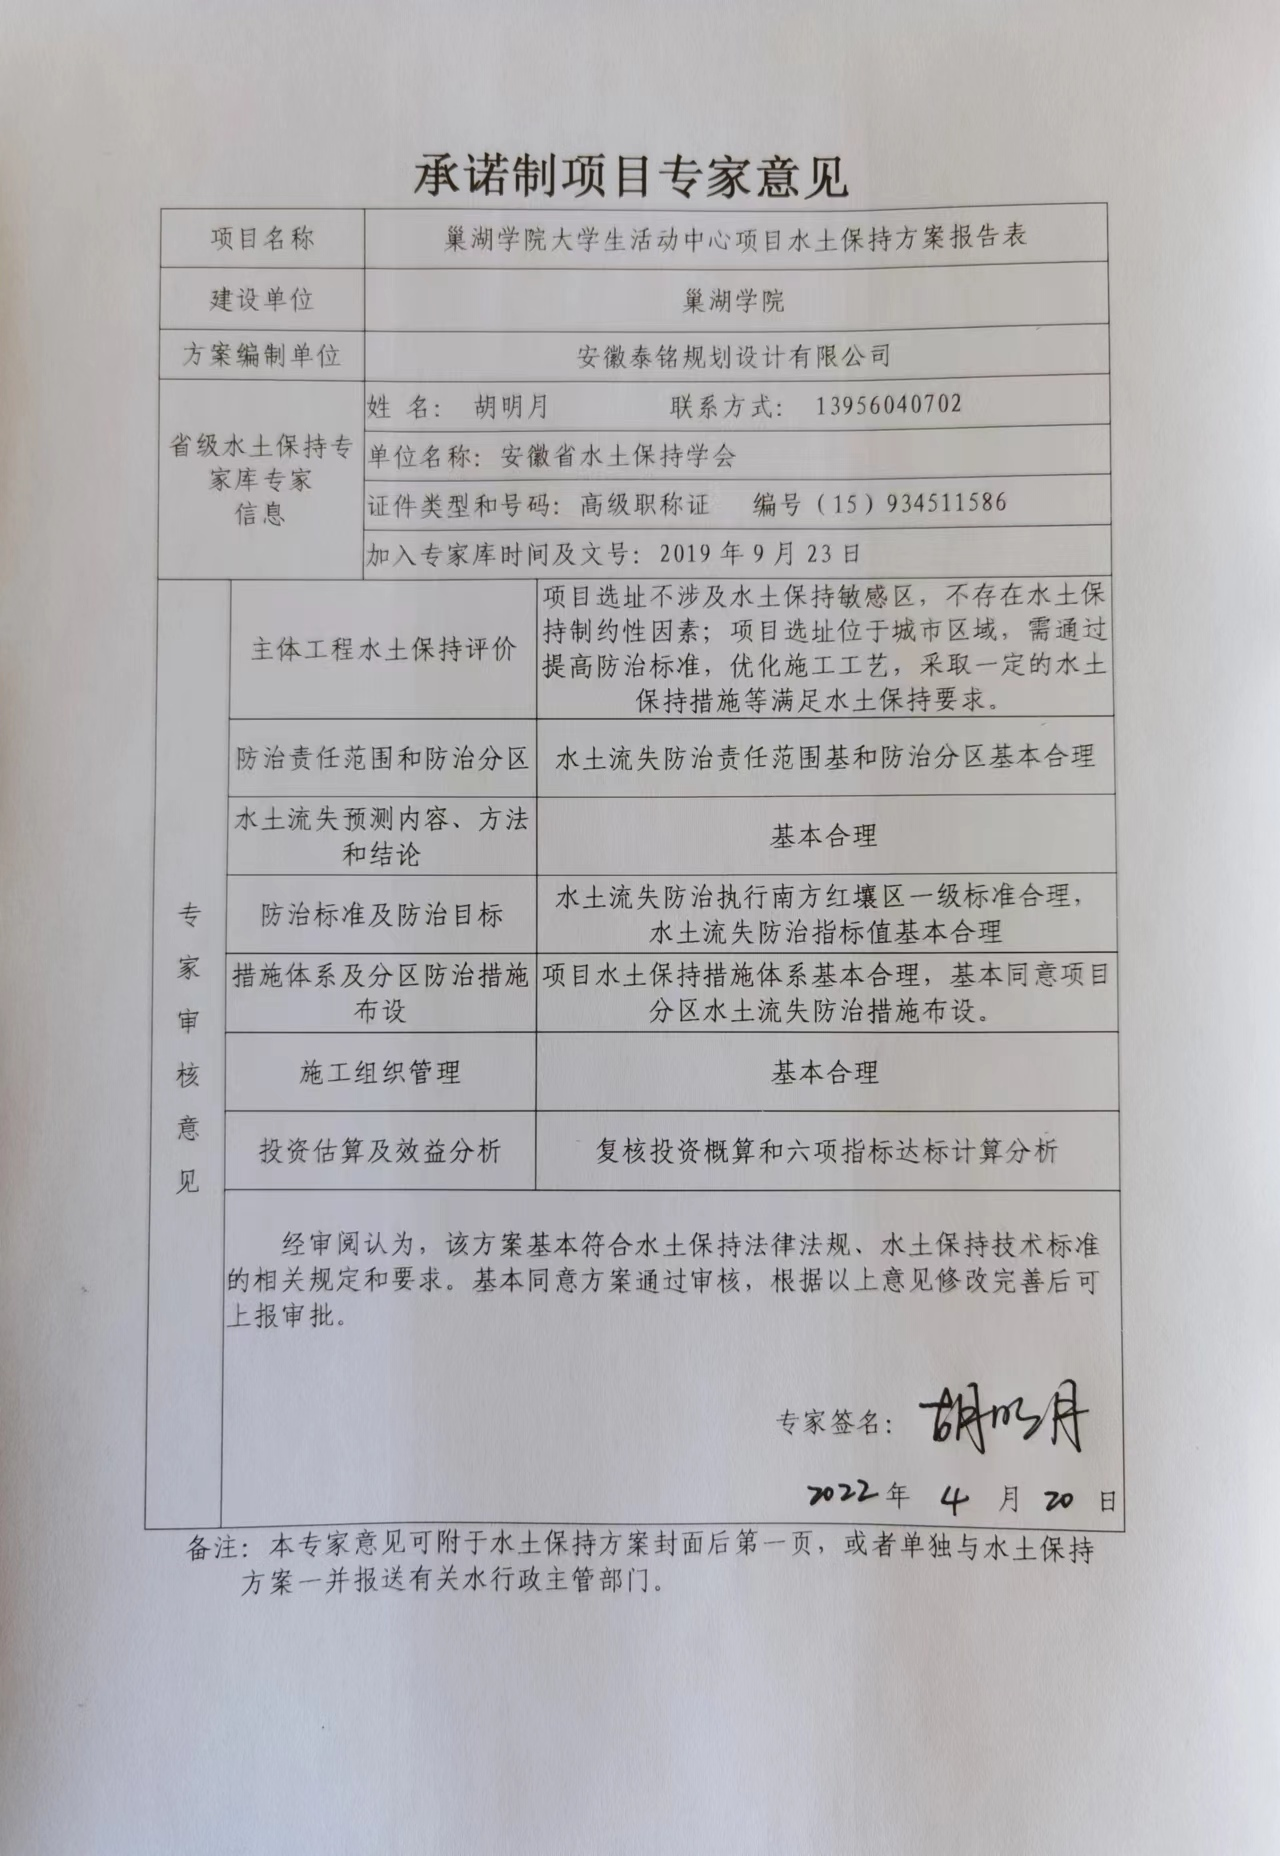 承诺制项目专家意见
项目名称
巢湖学院大学生活动中心项目水土保持方案报告表
建设单位
巢湖学院
方案编制单位
安徽泰铭规划设计有限公司
省级水土保持专
家库专家
信息
姓 名： 胡明月 联系方式： 13956040702
单位名称：安徽省水土保持学会
证件类型和号码：高级职称证 编号（15）934511586
加入专家库时间及文号：2019年9月23日
专家审核意见
主体工程水土保持评价
项目选址不涉及水土保持敏感区，不存在水土保
持制约性因素；项目选址位于城市区域，需通过
提高防治标准，优化施工工艺，采取一定的水土
保持措施等满足水土保持要求。
防治责任范围和防治分区
水土流失防治责任范围基和防治分区基本合理
水土流失预测内容、方法
和结论
基本合理
防治标准及防治目标
水土流失防治执行南方红壤区一级标准合理，
水土流失防治指标值基本合理
措施体系及分区防治措施
布设
项目水土保持措施体系基本合理，基本同意项目
分区水土流失防治措施布设。
施工组织管理
基本合理
投资估算及效益分析
复核投资概算和六项指标达标计算分析
经审阅认为，该方案基本符合水土保持法律法规、水土保持技术标准
的相关规定和要求。基本同意方案通过审核，根据以上意见修改完善后可
上报审批。
专家签名：胡明月
2022年 4 月 20 日
备注：本专家意见可附于水土保持方案封面后第一页，或者单独与水土保持
方案一并报送有关水行政主管部门。